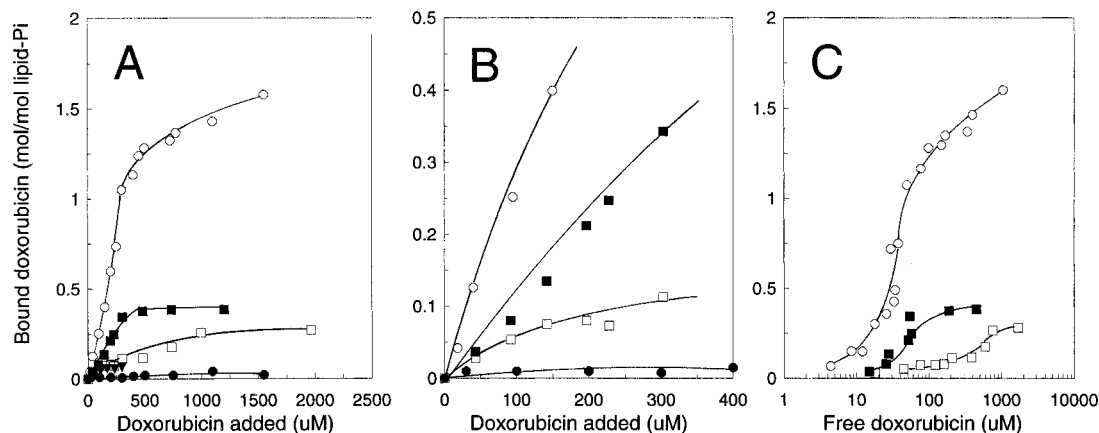 Bound doxorubicin (mol/mol lipid-Pi)
A
2
1.5
1
0.5
0
0 500 1000 1500 2000 2500
Doxorubicin added (uM)
B
0.5
0.4
0.3
0.2
0.1
0
0 100 200 300 400
Doxorubicin added (uM)
C
2
1.5
1
0.5
0
1 10 100 1000 10000
Free doxorubicin (uM)